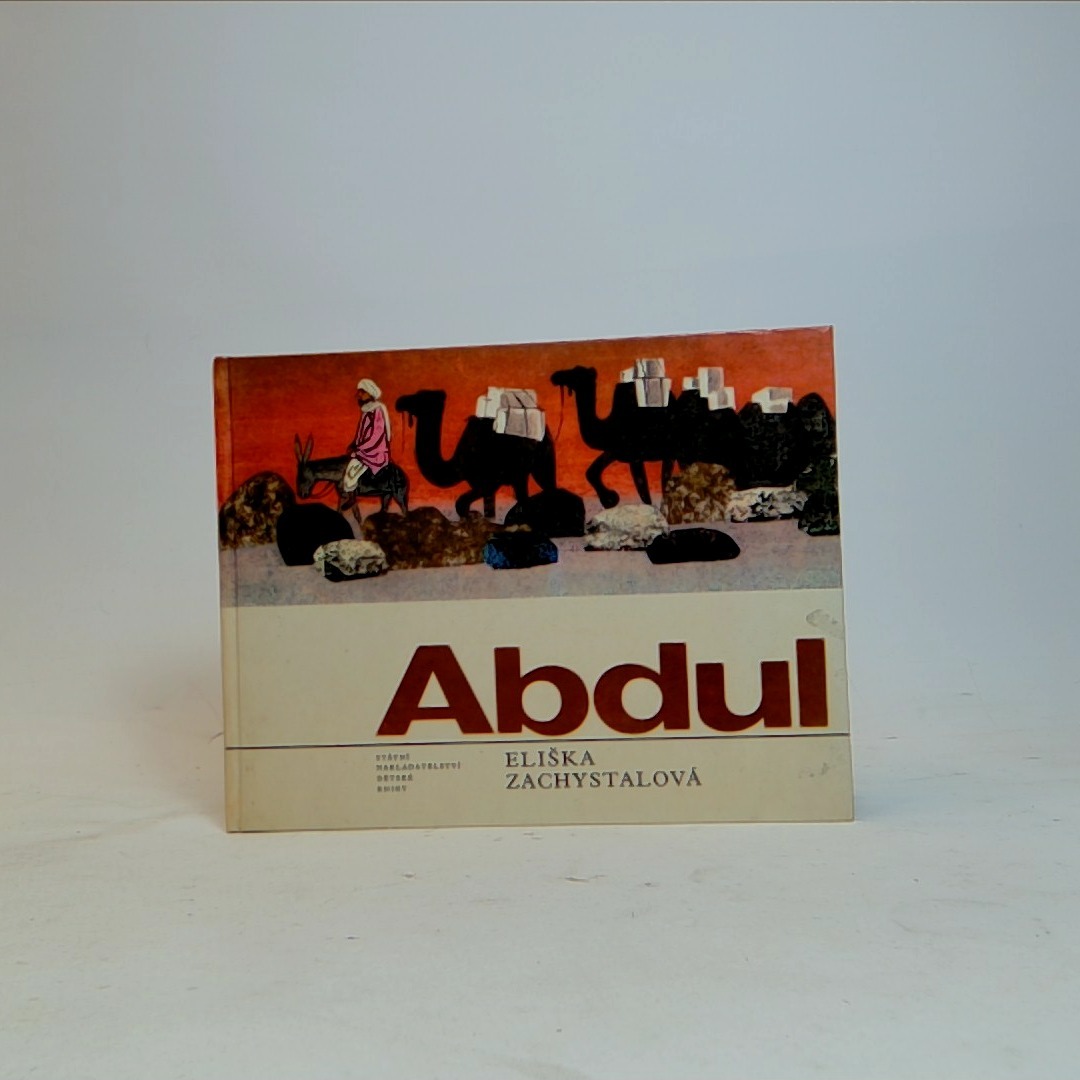 Abdul
STÁTNÍ
NAKLADATELSTVÍ
DĚTSKÉ
KNIHY
ELIŠKA
ZACHYSTALOVÁ